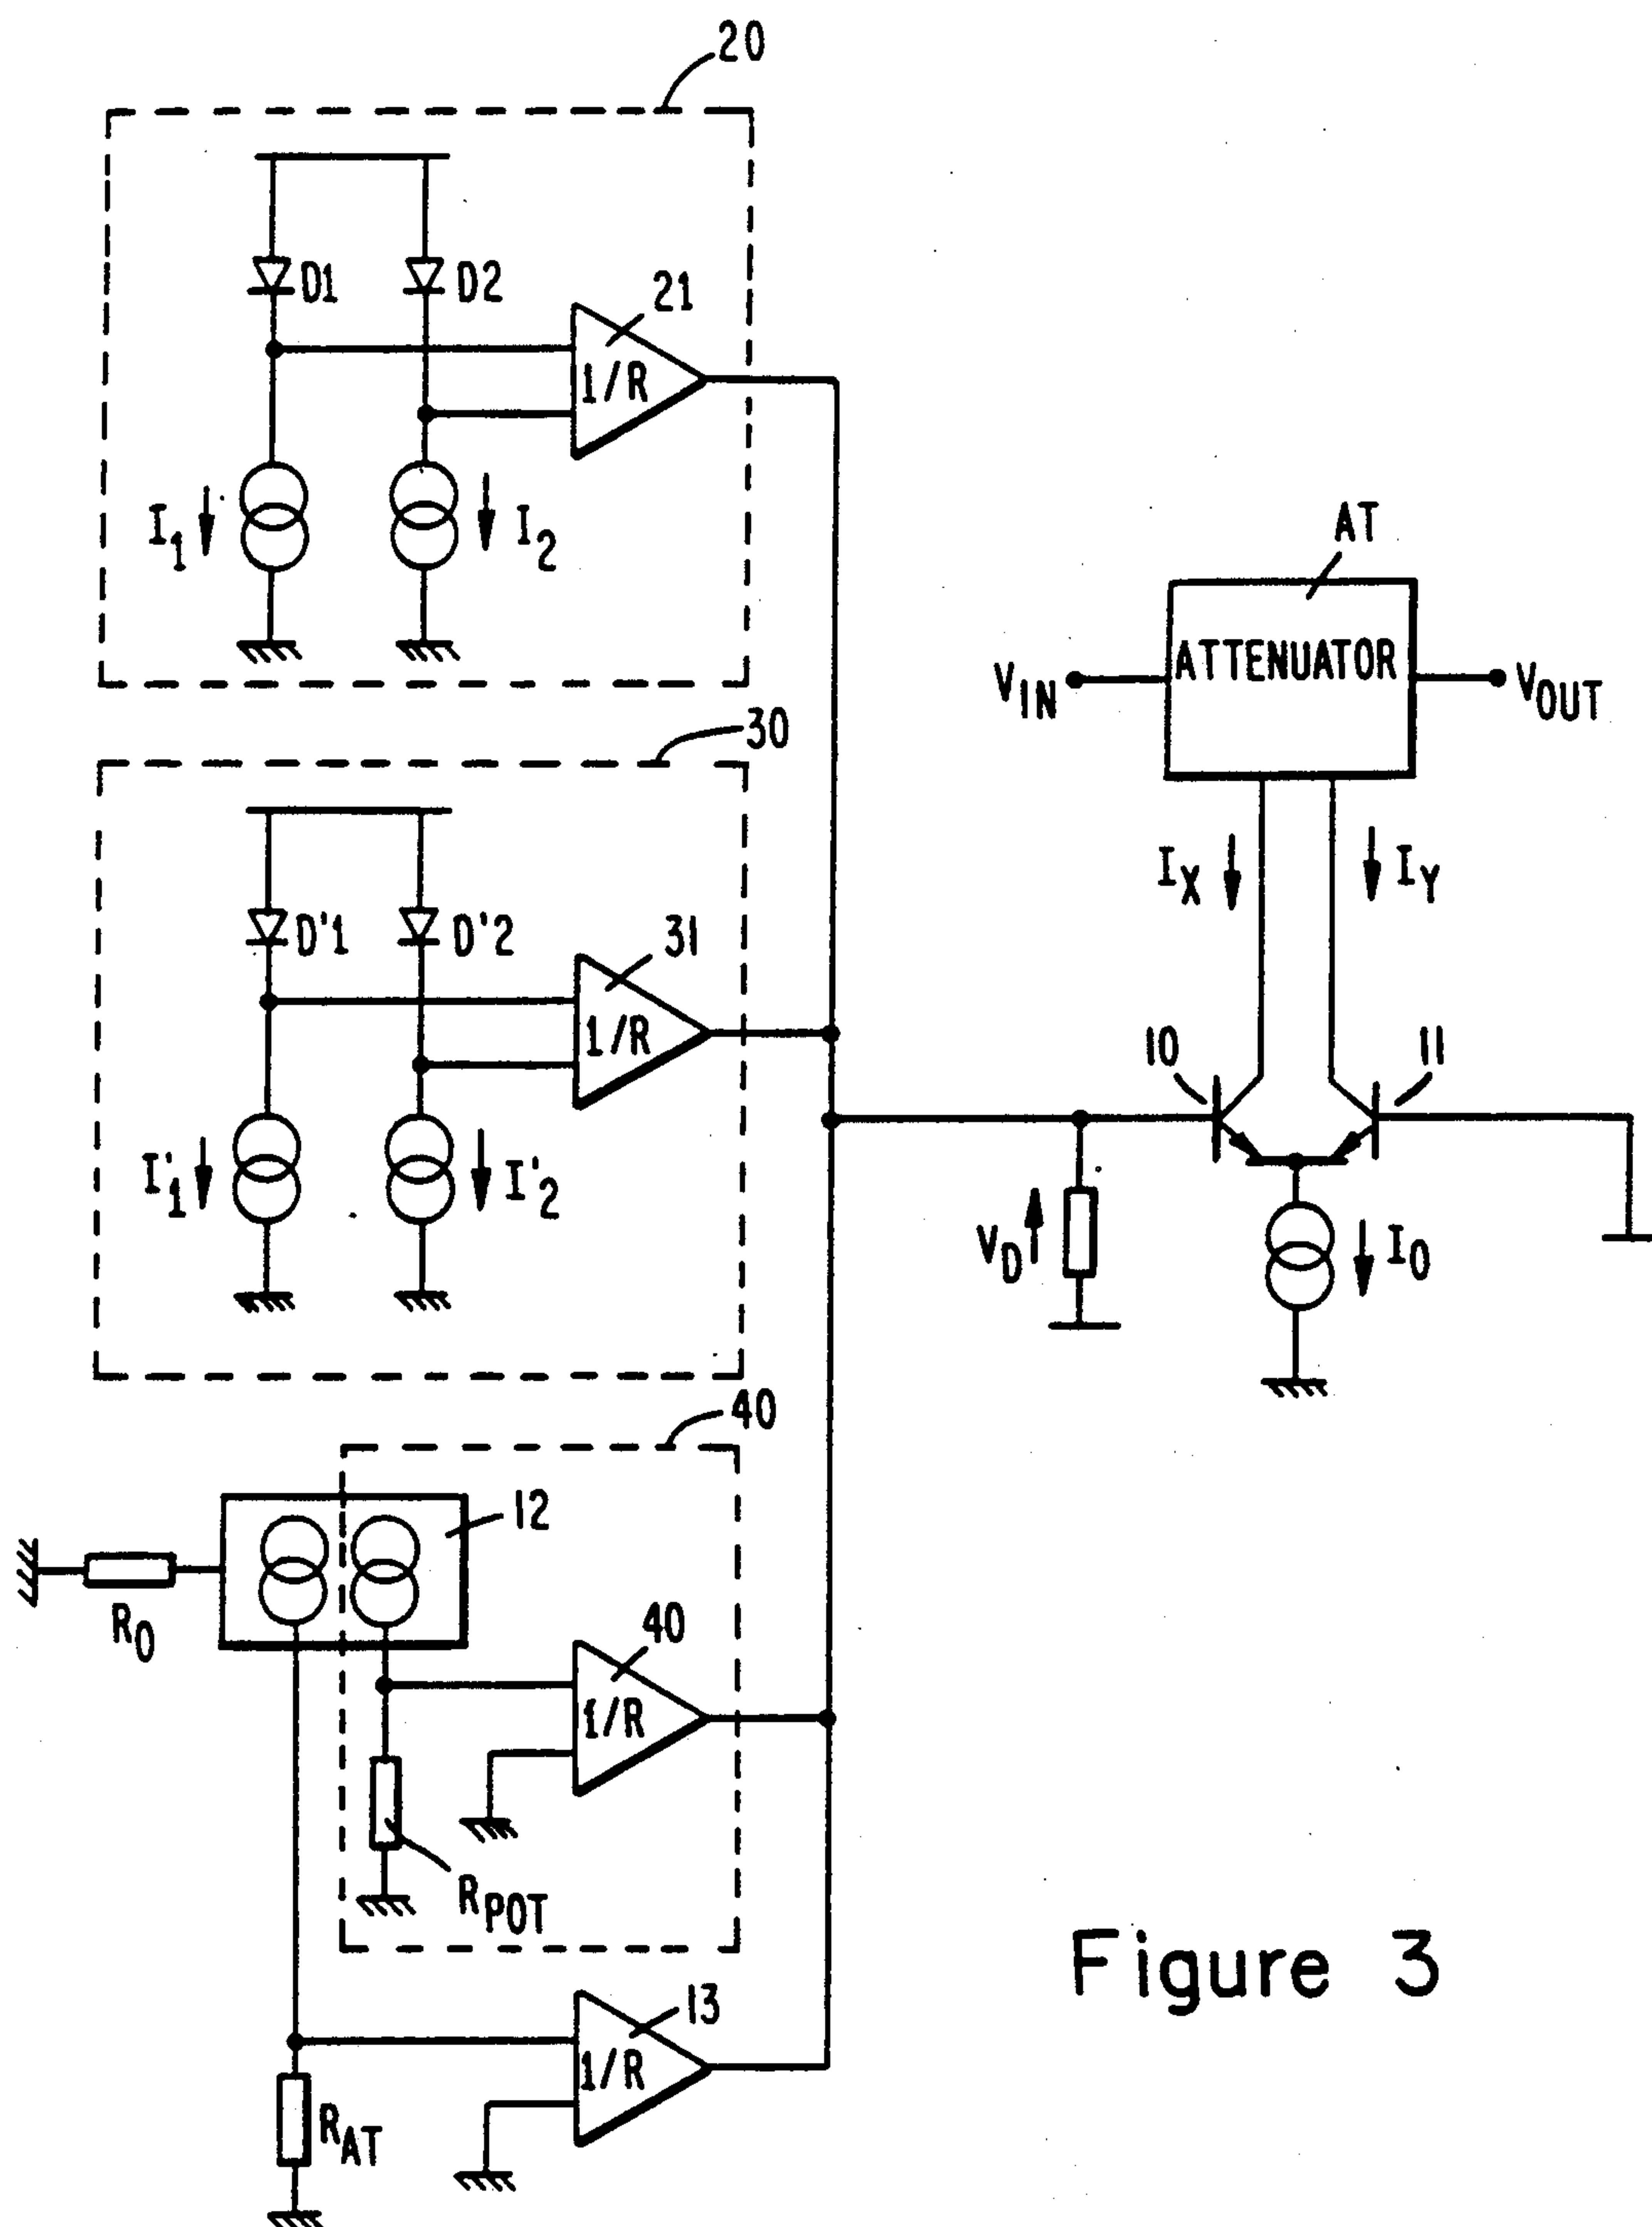 20
D1
D2
21
1/R
I1
I2
AT
ATTENUATOR
VIN
VOUT
30
IX
IY
D'1
D'2
31
1/R
10
11
I'1
I'2
VD
I0
40
12
R0
40
1/R
RPOT
Figure 3
13
1/R
RAT